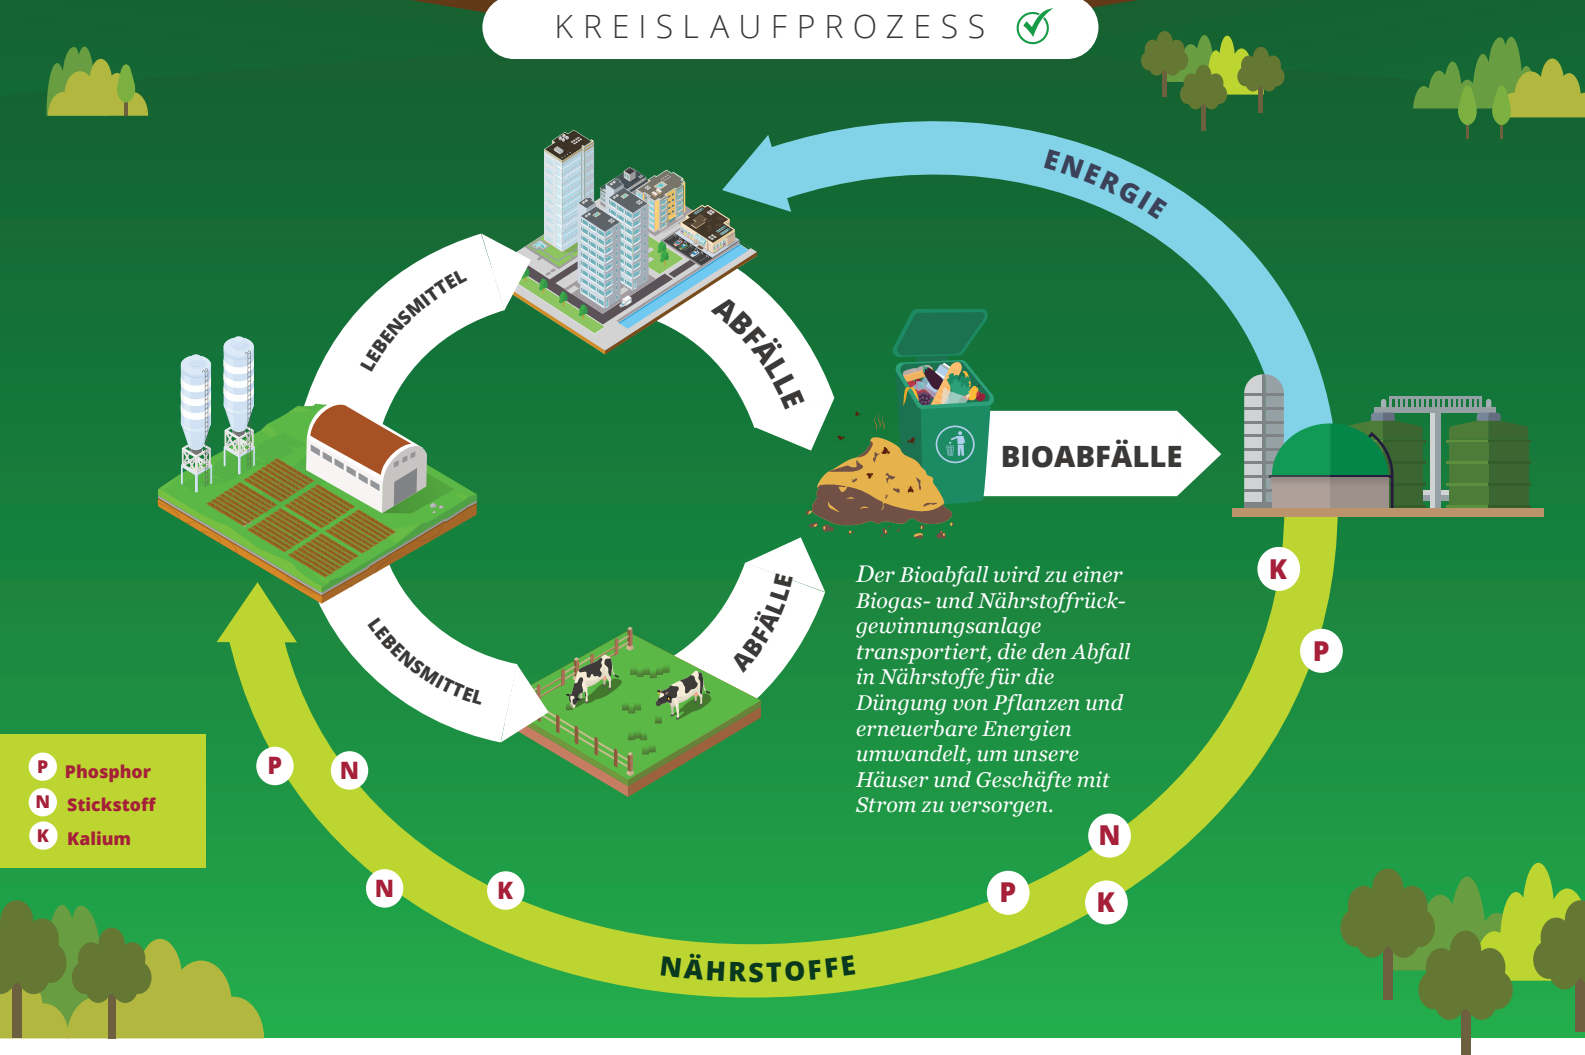 KREISLAUFPROZESS
ENERGIE
LEBENSMITTEL
ABFÄLLE
BIOABFÄLLE
LEBENSMITTEL
ABFÄLLE
Der Bioabfall wird zu einer
Biogas- und Nährstoffrück-
gewinnungsanlage
transportiert, die den Abfall
in Nährstoffe für die
Düngung von Pflanzen und
erneuerbare Energien
umwandelt, um unsere
Häuser und Geschäfte mit
Strom zu versorgen.
K
P
P
N
P Phosphor
N Stickstoff
K Kalium
N
K
P
N
K
NÄHRSTOFFE